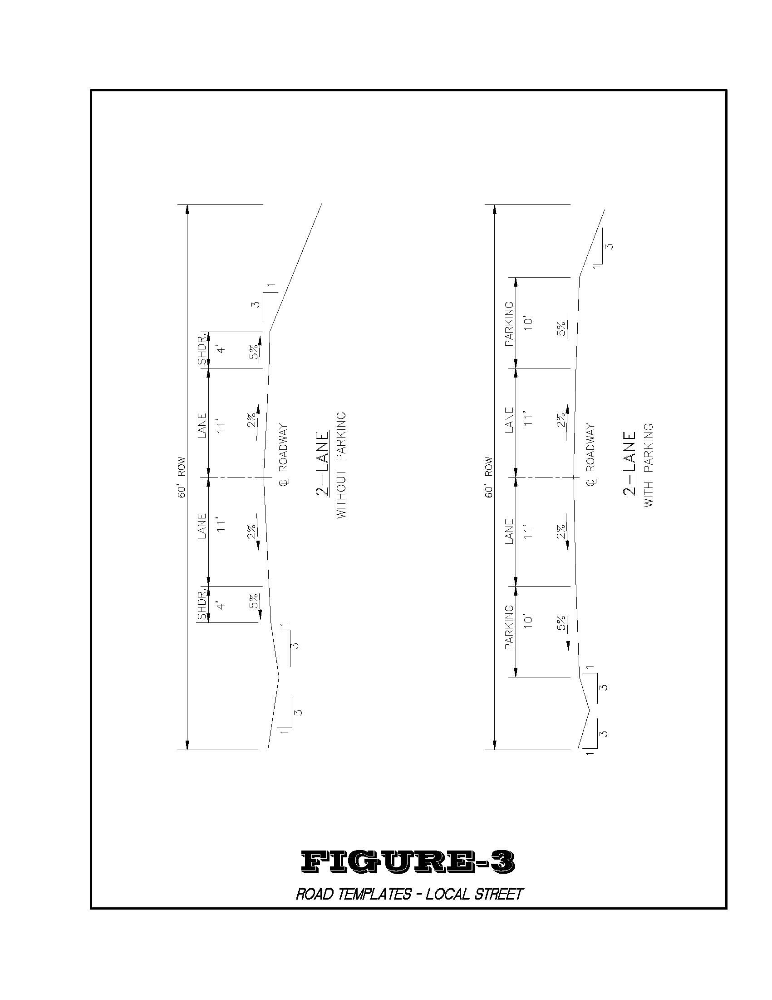 60' ROW
SHDR.
LANE
LANE
SHDR.
4'
11'
11'
4'
5%
2%
2%
5%
3
1
1
3
1
3
℄ ROADWAY
2-LANE
WITHOUT PARKING
60' ROW
PARKING
LANE
LANE
PARKING
10'
11'
11'
10'
5%
2%
2%
5%
1
3
1
3
1
3
℄ ROADWAY
2-LANE
WITH PARKING
FIGURE-3
ROAD TEMPLATES - LOCAL STREET